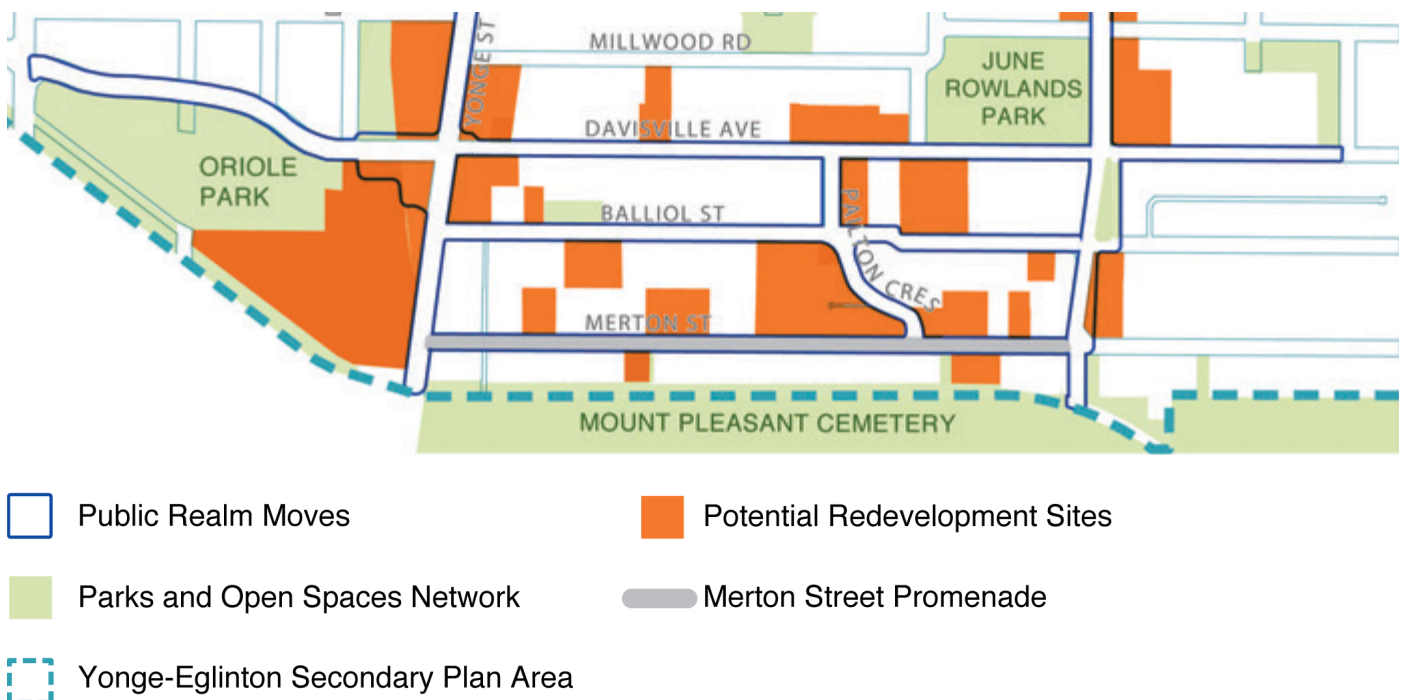 YONGE ST
MILLWOOD RD
JUNE
ROWLANDS
PARK
DAVISVILLE AVE
ORIOLE
PARK
BALLIOL ST
PAILTON CRES
MERTON ST
MOUNT PLEASANT CEMETERY
Public Realm Moves
Potential Redevelopment Sites
Parks and Open Spaces Network
Merton Street Promenade
Yonge-Eglinton Secondary Plan Area